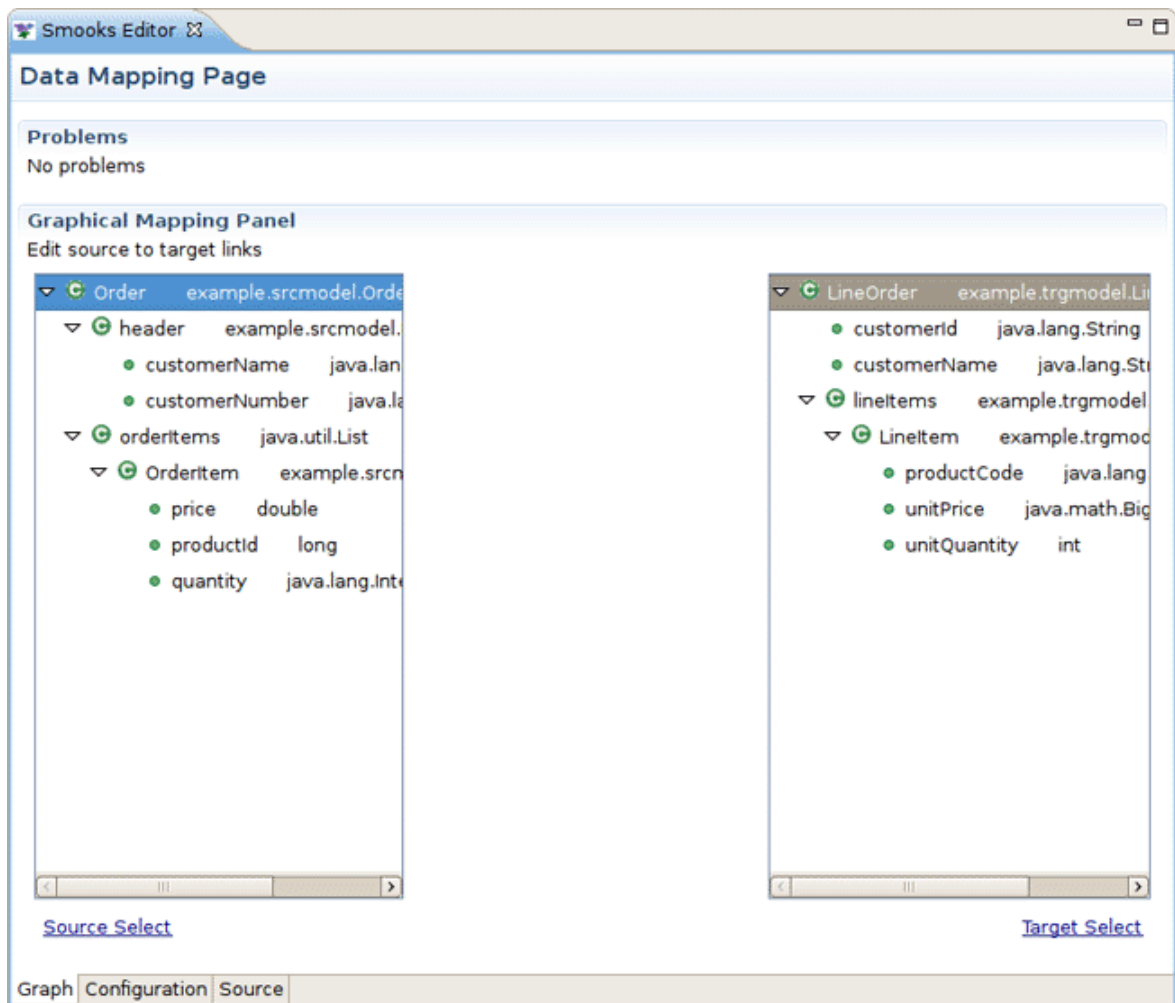 Smooks Editor
Data Mapping Page
Problems
No problems
Graphical Mapping Panel
Edit source to target links
Order example.srcmodel.Orde
header example.srcmodel.
customerName java.lan
customerNumber java.la
orderItems java.util.List
OrderItem example.srcm
price double
productId long
quantity java.lang.Inte
LineOrder example.trgmodel.Lin
customerId java.lang.String
customerName java.lang.Stri
lineItems example.trgmodel
LineItem example.trgmod
productCode java.lang
unitPrice java.math.Big
unitQuantity int
Source Select
Target Select
Graph Configuration Source